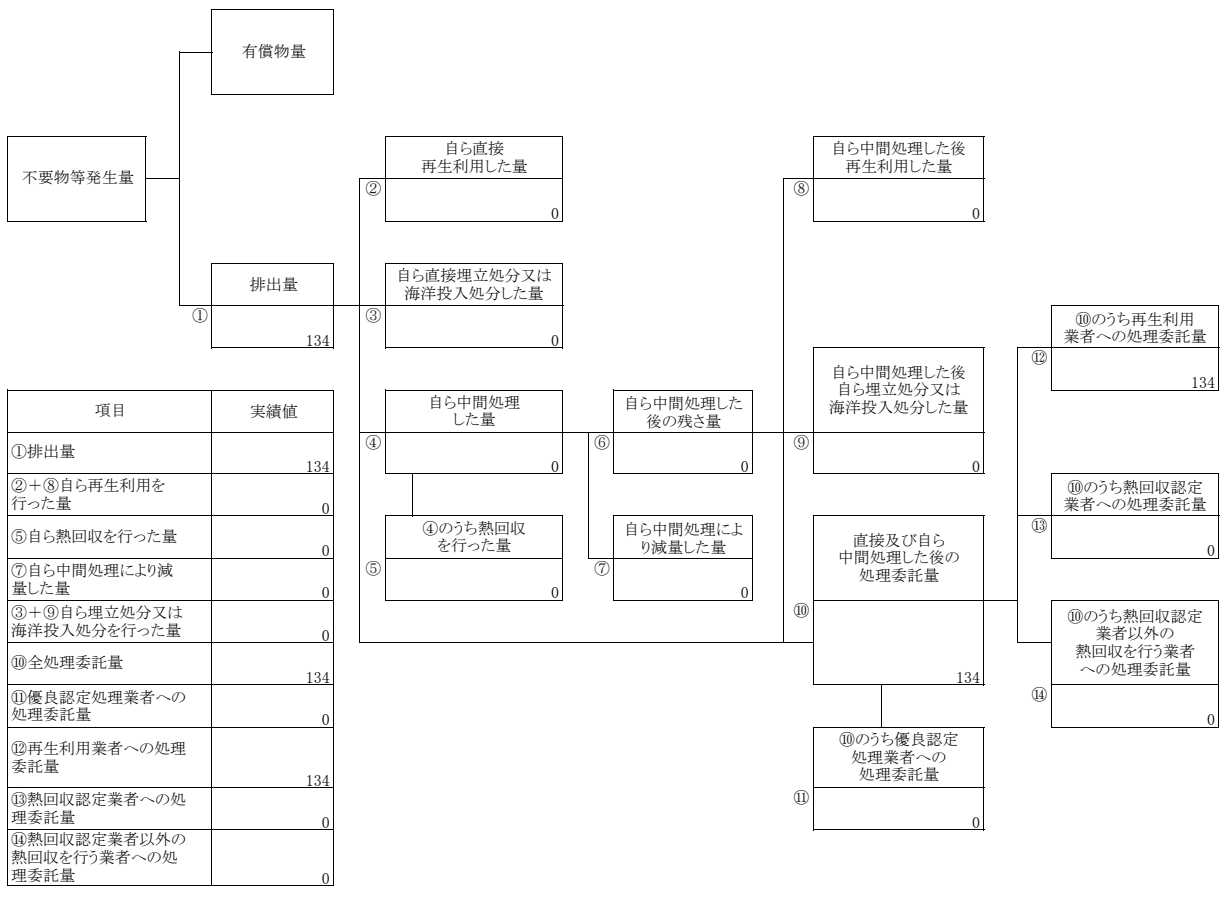 有償物量
不要物等発生量
自ら直接
再生利用した量
②
0
自ら中間処理した後
再生利用した量
⑧
0
排出量
①
134
自ら直接埋立処分又は
海洋投入処分した量
③
0
⑩のうち再生利用
業者への処理委託量
⑫
134
自ら中間処理
した量
④
0
自ら中間処理した
後の残さ量
⑥
0
自ら中間処理した後
自ら埋立処分又は
海洋投入処分した量
⑨
0
⑩のうち熱回収認定
業者への処理委託量
⑬
0
④のうち熱回収
を行った量
⑤
0
自ら中間処理によ
り減量した量
⑦
0
直接及び自ら
中間処理した後の
処理委託量
⑩
134
⑩のうち熱回収認定
業者以外の
熱回収を行う業者
への処理委託量
⑭
0
⑩のうち優良認定
処理業者への
処理委託量
⑪
0
項目 実績値
①排出量
134
②＋⑧自ら再生利用を
行った量
0
⑤自ら熱回収を行った量
0
⑦自ら中間処理により減
量した量
0
③＋⑨自ら埋立処分又は
海洋投入処分を行った量
0
⑩全処理委託量
134
⑪優良認定処理業者への
処理委託量
0
⑫再生利用業者への処理
委託量
134
⑬熱回収認定業者への処
理委託量
0
⑭熱回収認定業者以外の
熱回収を行う業者への処
理委託量
0